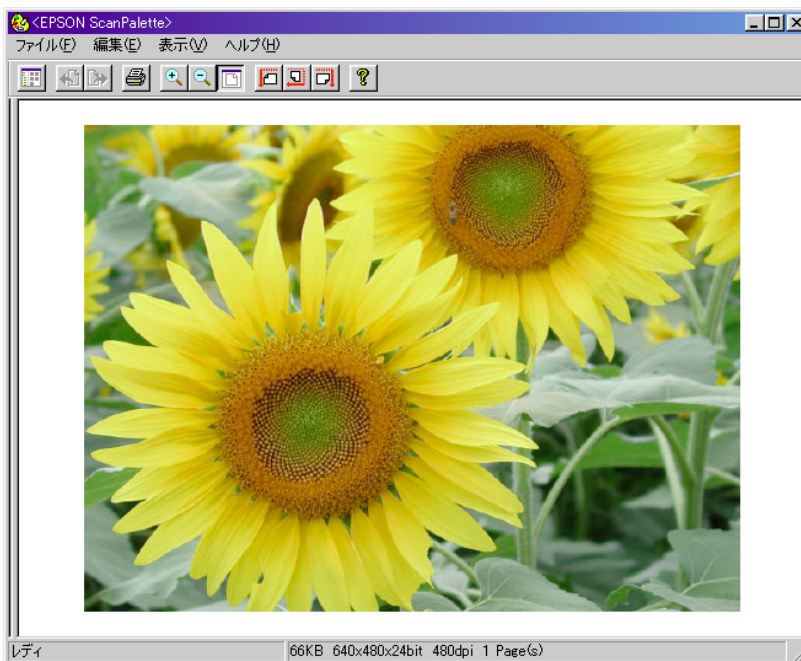 <EPSON ScanPalette>
ファイル(F) 編集(E) 表示(V) ヘルプ(H)
レディ 66KB 640x480x24bit 480dpi 1 Page(s)